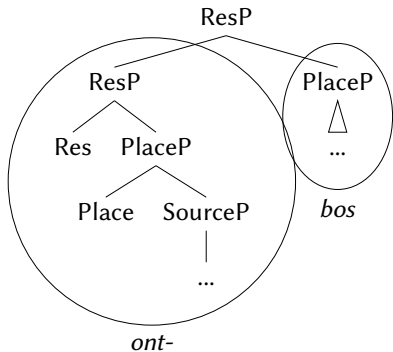 ResP
ResP PlaceP
Res PlaceP ...
bos
Place SourceP
...
ont-